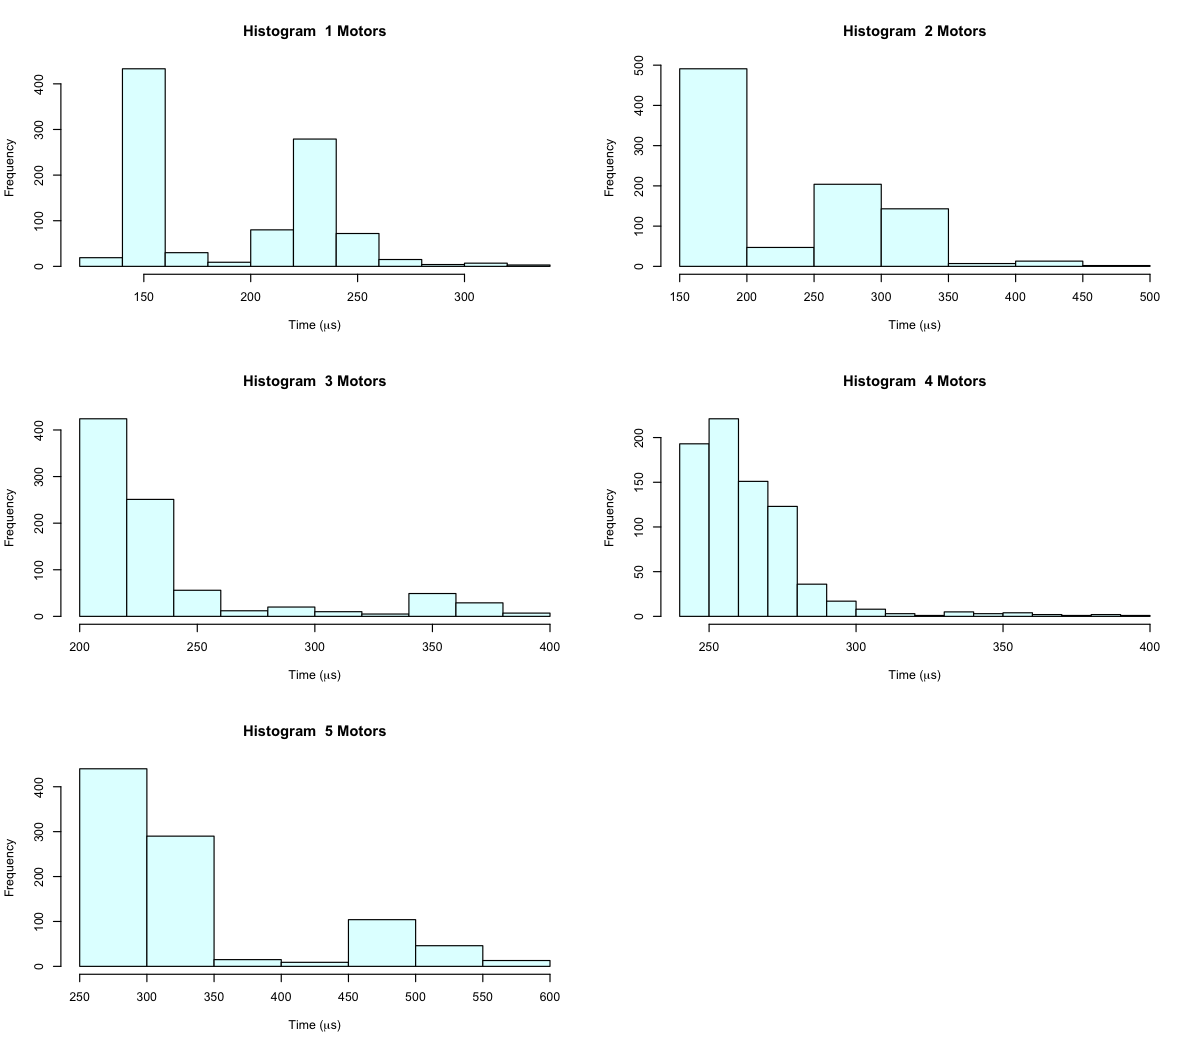 Histogram  1 Motors
Frequency
0 100 200 300 400
150 200 250 300
Time (μs)
Histogram  2 Motors
Frequency
0 100 200 300 400 500
150 200 250 300 350 400 450 500
Time (μs)
Histogram  3 Motors
Frequency
0 100 200 300 400
200 250 300 350 400
Time (μs)
Histogram  4 Motors
Frequency
0 50 100 150 200
250 300 350 400
Time (μs)
Histogram  5 Motors
Frequency
0 100 200 300 400
250 300 350 400 450 500 550 600
Time (μs)